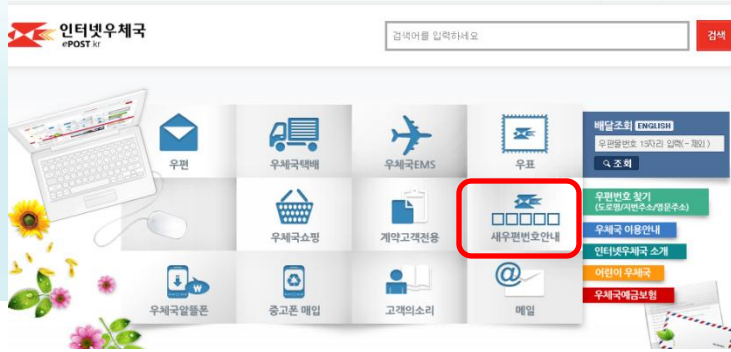 인터넷우체국
ePOST.kr
검색어를 입력하세요
검색
우편
우체국택배
우체국EMS
우표
배달조회 ENGLISH
우편물번호 13자리 입력(- 제외)
조회
우체국쇼핑
계약고객전용
새우편번호안내
우편번호 찾기
(도로명/지번주소/영문주소)
우체국 이용안내
인터넷우체국 소개
어린이 우체국
우체국예금보험
우체국알뜰폰
중고폰 매입
고객의소리
메일